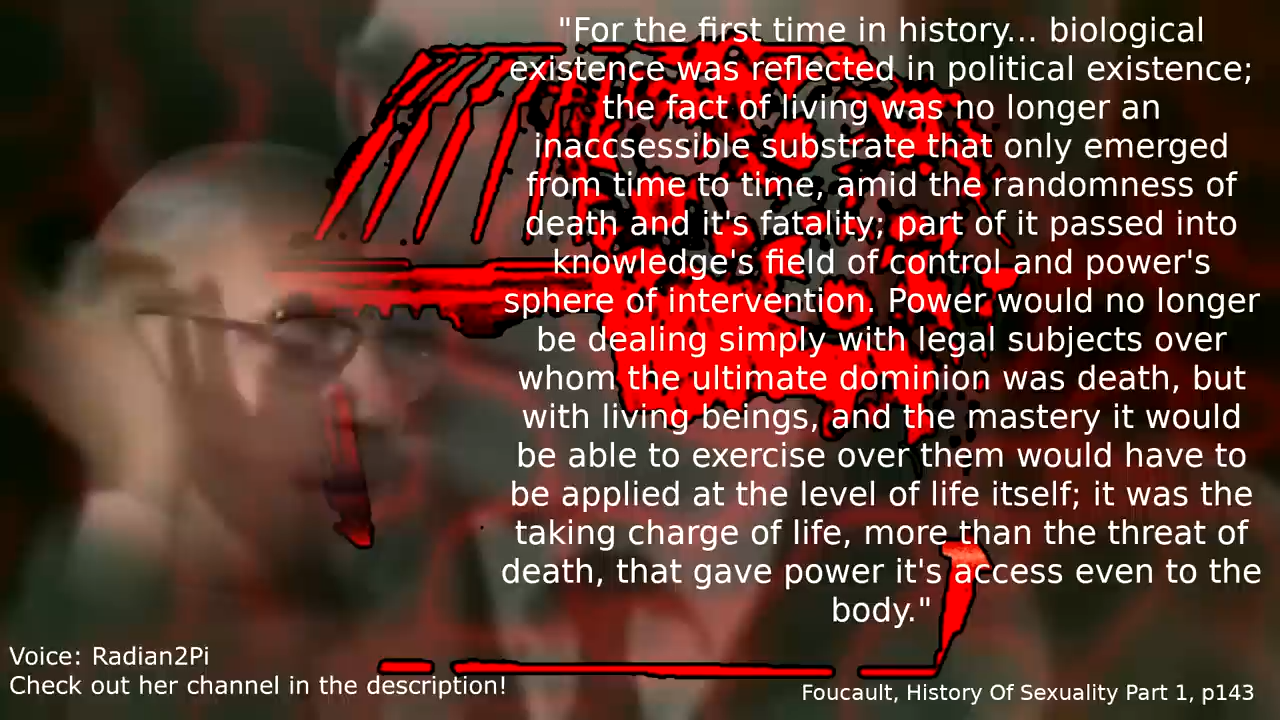 "For the first time in history... biological
existence was reflected in political existence;
the fact of living was no longer an
inaccsessible substrate that only emerged
from time to time, amid the randomness of
death and it's fatality; part of it passed into
knowledge's field of control and power's
sphere of intervention. Power would no longer
be dealing simply with legal subjects over
whom the ultimate dominion was death, but
with living beings, and the mastery it would
be able to exercise over them would have to
be applied at the level of life itself; it was the
taking charge of life, more than the threat of
death, that gave power it's access even to the
body."
Voice: Radian2Pi
Check out her channel in the description!
Foucault, History Of Sexuality Part 1, p143